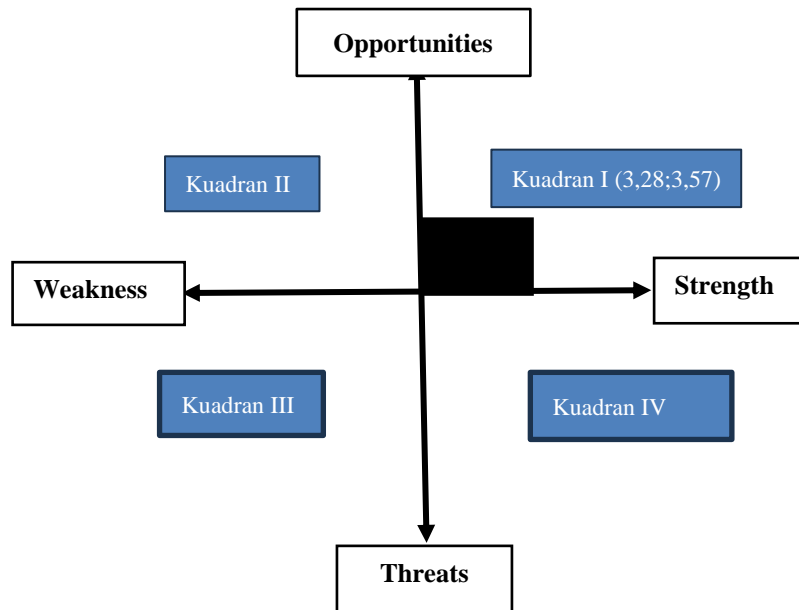 Opportunities
Kuadran II
Kuadran I (3,28;3,57)
Weakness
Strength
Kuadran III
Kuadran IV
Threats